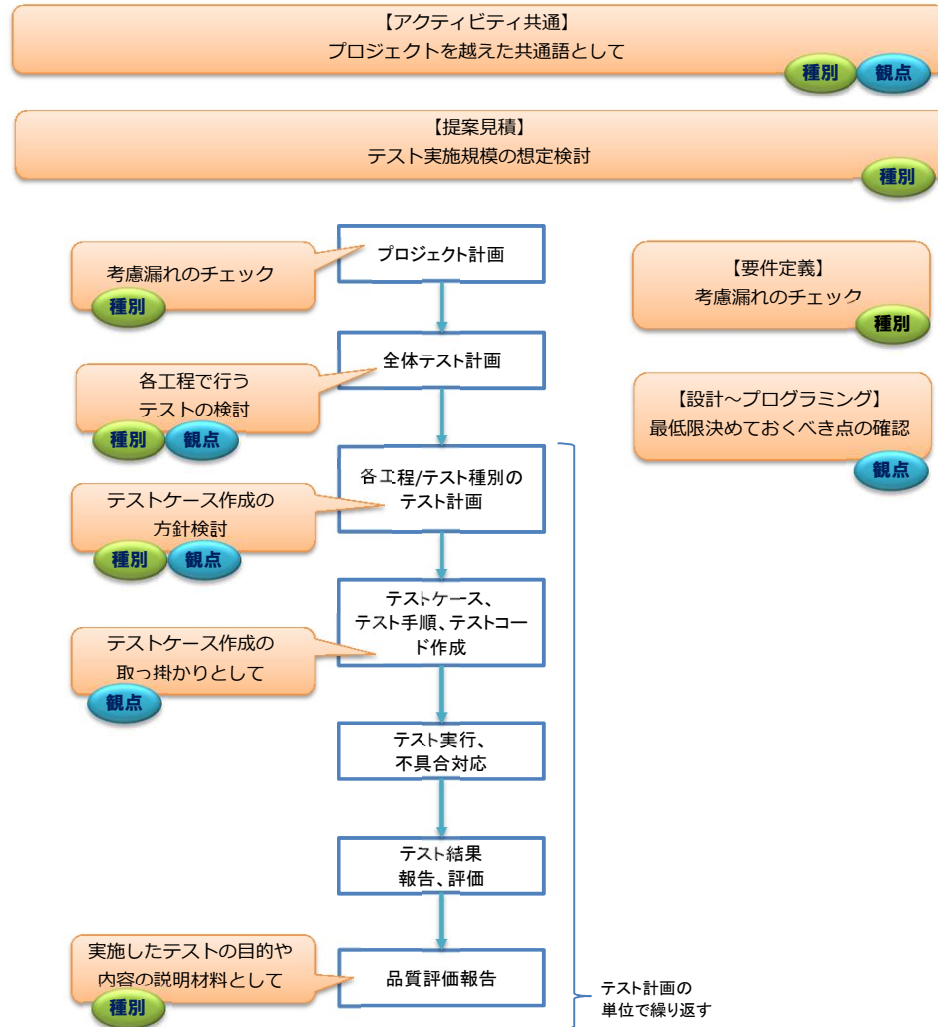 【アクティビティ共通】
プロジェクトを越えた共通語として
種別 観点
【提案見積】
テスト実施規模の想定検討
種別
プロジェクト計画
考慮漏れのチェック
種別
【要件定義】
考慮漏れのチェック
種別
全体テスト計画
各工程で行う
テストの検討
種別 観点
【設計～プログラミング】
最低限決めておくべき点の確認
観点
各工程/テスト種別の
テスト計画
テストケース作成の
方針検討
種別 観点
テストケース、
テスト手順、テストコー
ド作成
テストケース作成の
取っ掛かりとして
観点
テスト実行、
不具合対応
テスト結果
報告、評価
実施したテストの目的や
内容の説明材料として
種別
品質評価報告
テスト計画の
単位で繰り返す